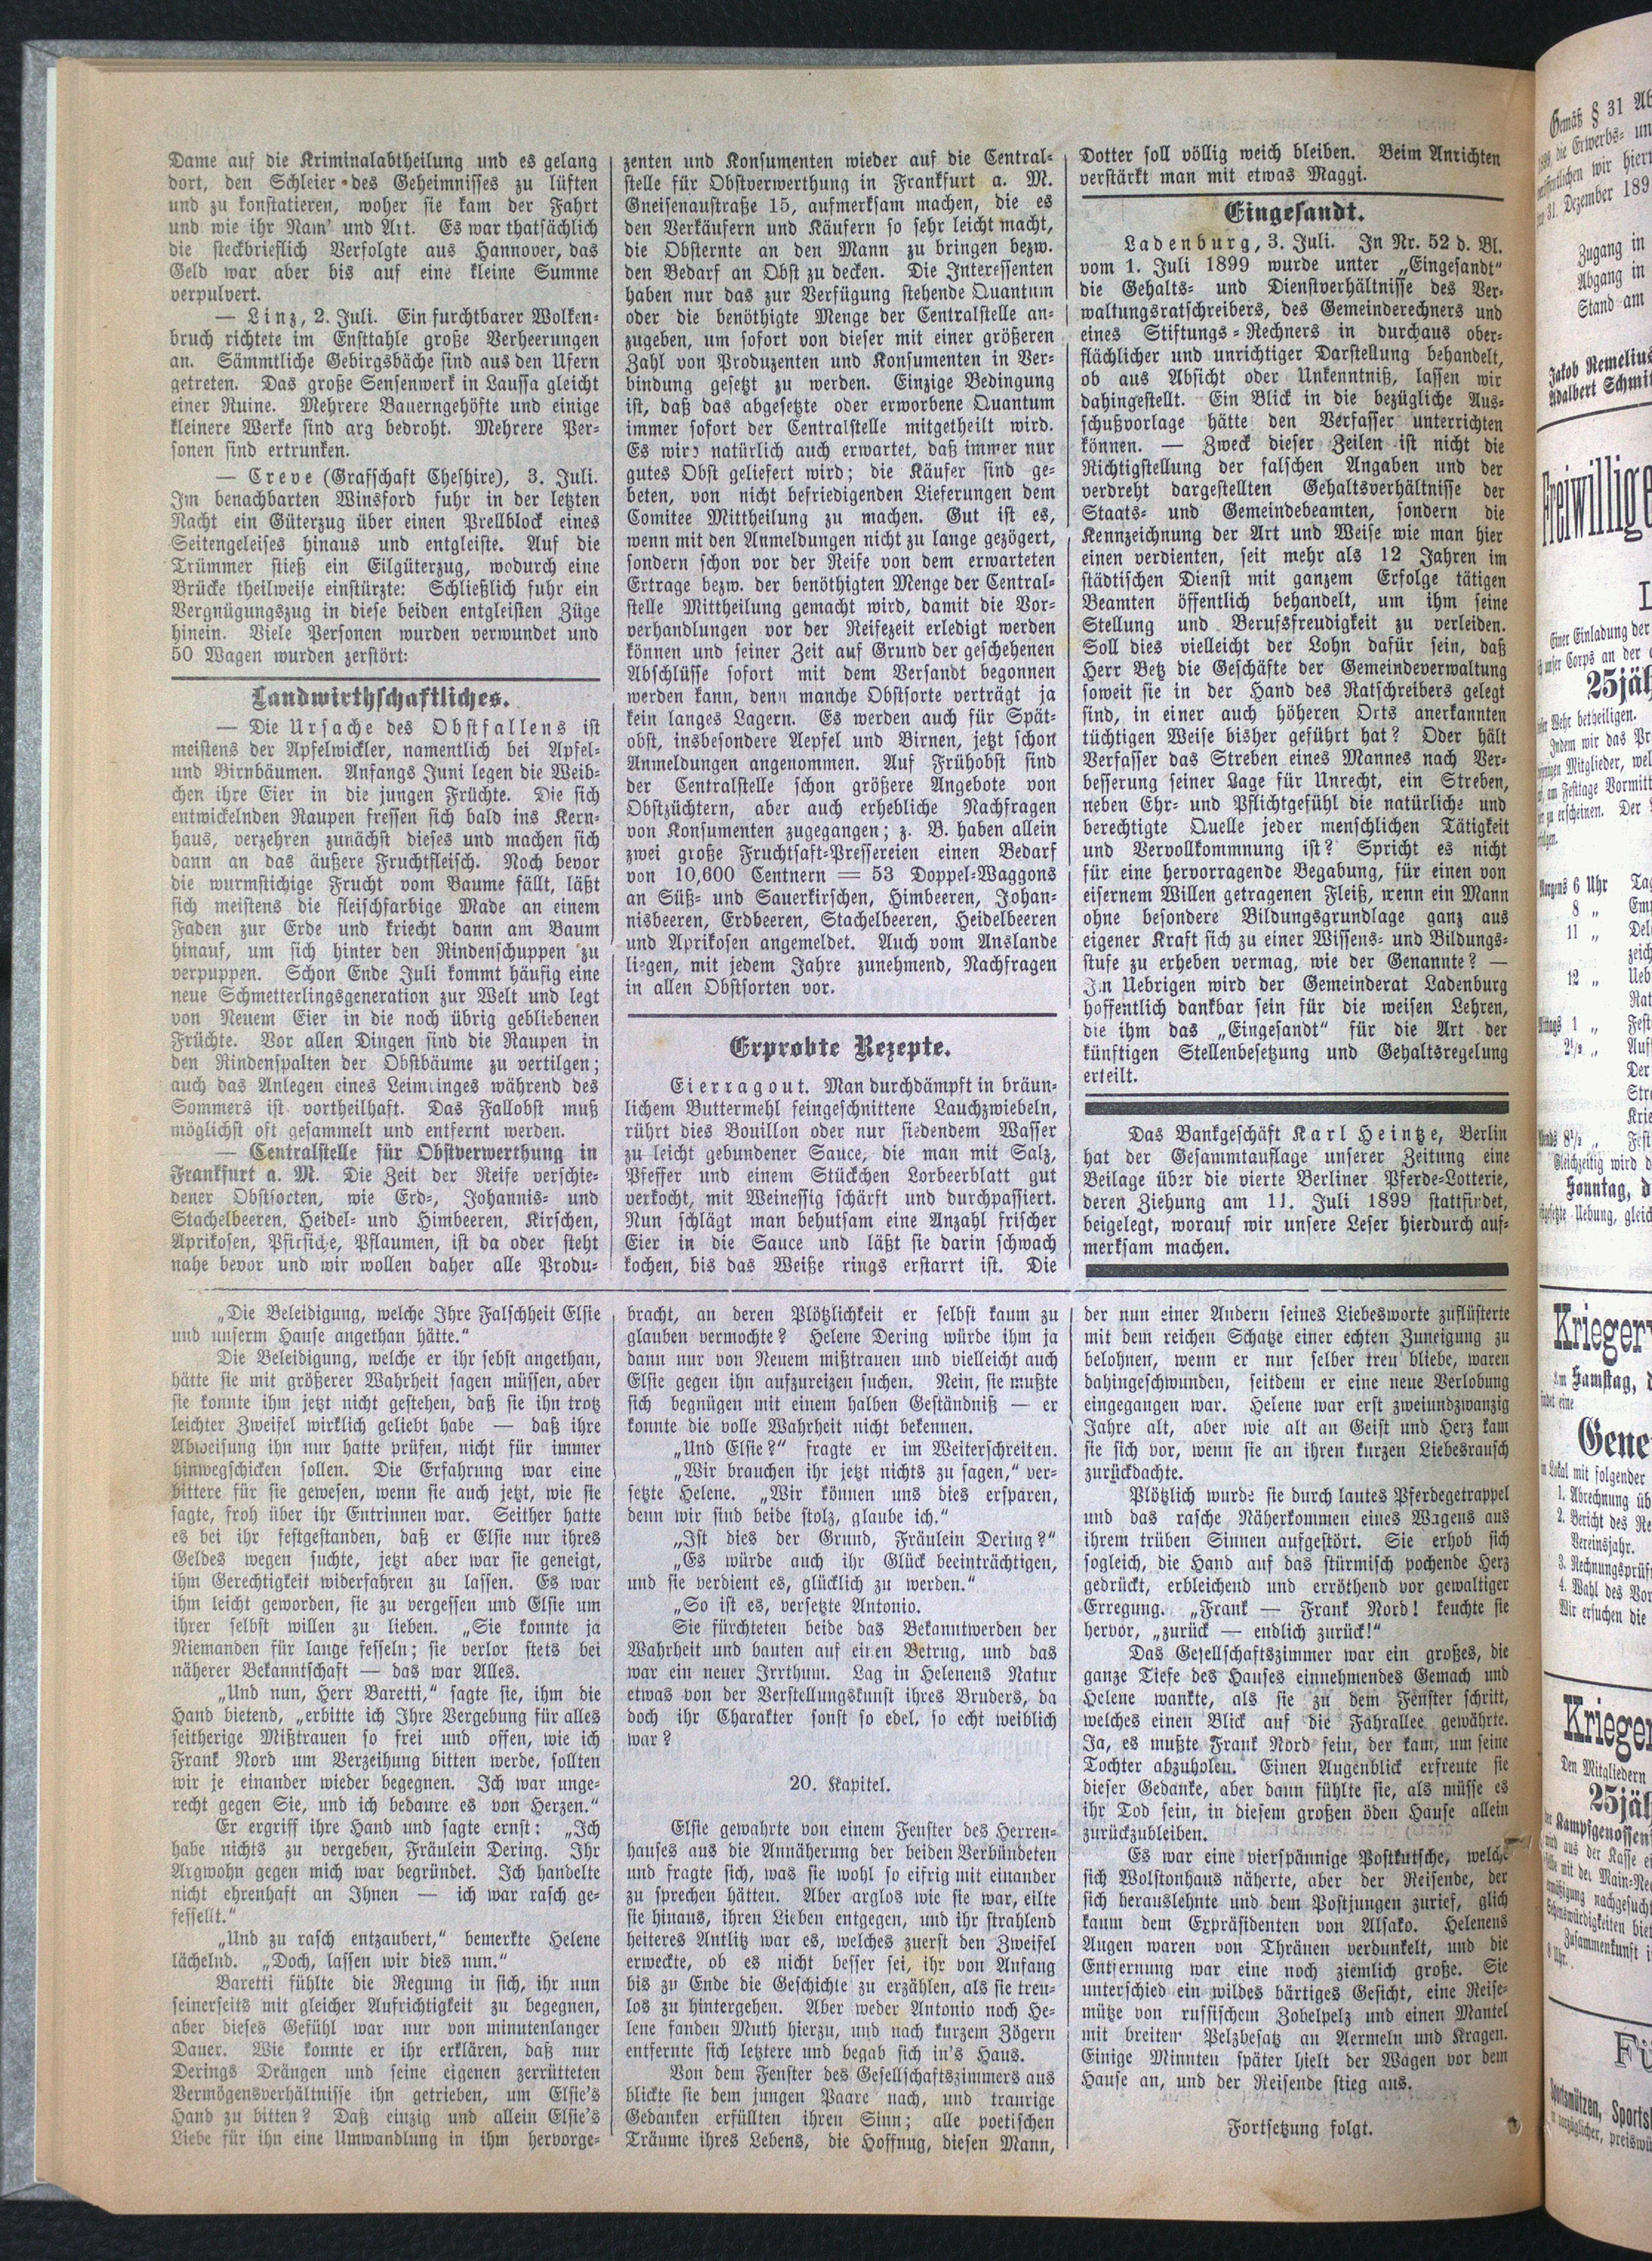 Dame auf die Kriminalabtheilung und es gelang
dort, den Schleier des Geheimnisses zu lüften
und zu konstatieren, woher sie kam der Fahrt
und wie ihr Nam' und Art. Es war thatsächlich
die steckbrieflich Verfolgte aus Hannover, das
Geld war aber bis auf eine kleine Summe
verpulvert.
— Linz, 2. Juli. Ein furchtbarer Wolken-
bruch richtete im Ensttahle große Verheerungen
an. Sämmtliche Gebirgsbäche sind aus den Ufern
getreten. Das große Sensenwerk in Laussa gleicht
einer Ruine. Mehrere Bauerngehöfte und einige
kleinere Werke sind arg bedroht. Mehrere Per-
sonen sind ertrunken.
— Creve (Grafschaft Cheshire), 3. Juli.
Im benachbarten Winsford fuhr in der letzten
Nacht ein Güterzug über einen Prellblock eines
Seitengeleises hinaus und entgleiste. Auf die
Trümmer stieß ein Eilgüterzug, wodurch eine
Brücke theilweise einstürzte: Schließlich fuhr ein
Vergnügungszug in diese beiden entgleisten Züge
hinein. Viele Personen wurden verwundet und
50 Wagen wurden zerstört:
Landwirthschaftliches.
— Die Ursache des Obstfallens ist
meistens der Apfelwickler, namentlich bei Apfel-
und Birnbäumen. Anfangs Juni legen die Weib-
chen ihre Eier in die jungen Früchte. Die sich
entwickelnden Raupen fressen sich bald ins Kern-
haus, verzehren zunächst dieses und machen sich
dann an das äußere Fruchtfleisch. Noch bevor
die wurmstichige Frucht vom Baume fällt, läßt
sich meistens die fleischfarbige Made an einem
Faden zur Erde und kriecht dann am Baum
hinauf, um sich hinter den Rindenschuppen zu
verpuppen. Schon Ende Juli kommt häufig eine
neue Schmetterlingsgeneration zur Welt und legt
von Neuem Eier in die noch übrig gebliebenen
Früchte. Vor allen Dingen sind die Raupen in
den Rindenspalten der Obstbäume zu vertilgen;
auch das Anlegen eines Leimringes während des
Sommers ist vortheilhaft. Das Fallobst muß
möglichst oft gesammelt und entfernt werden.
— Centralstelle für Obstverwerthung in
Frankfurt a. M. Die Zeit der Reife verschie-
dener Obstsorten, wie Erd-, Johannis- und
Stachelbeeren, Heidel- und Himbeeren, Kirschen,
Aprikosen, Pfirsiche, Pflaumen, ist da oder steht
nahe bevor und wir wollen daher alle Produ-
zenten und Konsumenten wieder auf die Central-
stelle für Obstverwerthung in Frankfurt a. M.
Gneisenaustraße 15, aufmerksam machen, die es
den Verkäufern und Käufern so sehr leicht macht,
die Obsternte an den Mann zu bringen bezw.
den Bedarf an Obst zu decken. Die Interessenten
haben nur das zur Verfügung stehende Quantum
oder die benöthigte Menge der Centralstelle an-
zugeben, um sofort von dieser mit einer größeren
Zahl von Produzenten und Konsumenten in Ver-
bindung gesetzt zu werden. Einzige Bedingung
ist, daß das abgesetzte oder erworbene Quantum
immer sofort der Centralstelle mitgetheilt wird.
Es wird natürlich auch erwartet, daß immer nur
gutes Obst geliefert wird; die Käufer sind ge-
beten, von nicht befriedigenden Lieferungen dem
Comitee Mittheilung zu machen. Gut ist es,
wenn mit den Anmeldungen nicht zu lange gezögert,
sondern schon vor der Reife von dem erwarteten
Ertrage bezw. der benöthigten Menge der Central-
stelle Mittheilung gemacht wird, damit die Vor-
verhandlungen vor der Reifezeit erledigt werden
können und seiner Zeit auf Grund der geschehenen
Abschlüsse sofort mit dem Versandt begonnen
werden kann, denn manche Obstsorte verträgt ja
kein langes Lagern. Es werden auch für Spät-
obst, insbesondere Aepfel und Birnen, jetzt schon
Anmeldungen angenommen. Auf Frühobst sind
der Centralstelle schon größere Angebote von
Obstzüchtern, aber auch erhebliche Nachfragen
von Konsumenten zugegangen; z. B. haben allein
zwei große Fruchtsaft-Pressereien einen Bedarf
von 10,600 Centnern = 53 Doppel-Waggons
an Süß- und Sauerkirschen, Himbeeren, Johan-
nisbeeren, Erdbeeren, Stachelbeeren, Heidelbeeren
und Aprikosen angemeldet. Auch vom Auslande
liegen, mit jedem Jahre zunehmend, Nachfragen
in allen Obstsorten vor.
Erprobte Rezepte.
Eierragout. Man durchdämpft in bräun-
lichem Buttermehl feingeschnittene Lauchzwiebeln,
rührt dies Bouillon oder nur siedendem Wasser
zu leicht gebundener Sauce, die man mit Salz,
Pfeffer und einem Stückchen Lorbeerblatt gut
verkocht, mit Weinessig schärft und durchpassiert.
Nun schlägt man behutsam eine Anzahl frischer
Eier in die Sauce und läßt sie darin schwach
kochen, bis das Weiße rings erstarrt ist. Die
Dotter soll völlig weich bleiben. Beim Anrichten
verstärkt man mit etwas Maggi.
Eingesandt.
Ladenburg, 3. Juli. In Nr. 52 d. Bl.
vom 1. Juli 1899 wurde unter „Eingesandt“
die Gehalts- und Dienstverhältnisse des Ver-
waltungsratschreibers, des Gemeinderechners und
eines Stiftungs-Rechners in durchaus ober-
flächlicher und unrichtiger Darstellung behandelt,
ob aus Absicht oder Unkenntniß, lassen wir
dahingestellt. Ein Blick in die bezügliche Aus-
schußvorlage hätte den Verfasser unterrichten
können. — Zweck dieser Zeilen ist nicht die
Richtigstellung der falschen Angaben und der
verdreht dargestellten Gehaltsverhältnisse der
Staats- und Gemeindebeamten, sondern die
Kennzeichnung der Art und Weise wie man hier
einen verdienten, seit mehr als 12 Jahren im
städtischen Dienst mit ganzem Erfolge tätigen
Beamten öffentlich behandelt, um ihm seine
Stellung und Berufsfreudigkeit zu verleiden.
Soll dies vielleicht der Lohn dafür sein, daß
Herr Betz die Geschäfte der Gemeindeverwaltung
soweit sie in der Hand des Ratschreibers gelegt
sind, in einer auch höheren Orts anerkannten
tüchtigen Weise bisher geführt hat? Oder hält
Verfasser das Streben eines Mannes nach Ver-
besserung seiner Lage für Unrecht, ein Streben,
neben Ehr- und Pflichtgefühl die natürliche und
berechtigte Quelle jeder menschlichen Tätigkeit
und Vervollkommnung ist? Spricht es nicht
für eine hervorragende Begabung, für einen von
eisernem Willen getragenen Fleiß, wenn ein Mann
ohne besondere Bildungsgrundlage ganz aus
eigener Kraft sich zu einer Wissens- und Bildungs-
stufe zu erheben vermag, wie der Genannte? —
Im Uebrigen wird der Gemeinderat Ladenburg
hoffentlich dankbar sein für die weisen Lehren,
die ihm das „Eingesandt“ für die Art der
künftigen Stellenbesetzung und Gehaltsregelung
erteilt.
Das Bankgeschäft Karl Heintze, Berlin
hat der Gesammtauflage unserer Zeitung eine
Beilage über die vierte Berliner Pferde-Lotterie,
deren Ziehung am 11. Juli 1899 stattfindet,
beigelegt, worauf wir unsere Leser hierdurch auf-
merksam machen.
„Die Beleidigung, welche Ihre Falschheit Elsie
und unserm Hause angethan hätte.“
Die Beleidigung, welche er ihr sebst angethan,
hätte sie mit größerer Wahrheit sagen müssen, aber
sie konnte ihm jetzt nicht gestehen, daß sie ihn trotz
leichter Zweifel wirklich geliebt habe — daß ihre
Abweisung ihn nur hatte prüfen, nicht für immer
hinwegschicken sollen. Die Erfahrung war eine
bittere für sie gewesen, wenn sie auch jetzt, wie sie
sagte, froh über ihr Entrinnen war. Seither hatte
es bei ihr festgestanden, daß er Elsie nur ihres
Geldes wegen suchte, jetzt aber war sie geneigt,
ihm Gerechtigkeit widerfahren zu lassen. Es war
ihm leicht geworden, sie zu vergessen und Elsie um
ihrer selbst willen zu lieben. „Sie konnte ja
Niemanden für lange fesseln; sie verlor stets bei
näherer Bekanntschaft — das war Alles.
„Und nun, Herr Baretti,“ sagte sie, ihm die
Hand bietend, „erbitte ich Ihre Vergebung für alles
seitherige Mißtrauen so frei und offen, wie ich
Frank Nord um Verzeihung bitten werde, sollten
wir je einander wieder begegnen. Ich war unge-
recht gegen Sie, und ich bedaure es von Herzen.“
Er ergriff ihre Hand und sagte ernst: „Ich
habe nichts zu vergeben, Fräulein Dering. Ihr
Argwohn gegen mich war begründet. Ich handelte
nicht ehrenhaft an Ihnen — ich war rasch ge-
fesselt.“
„Und zu rasch entzaubert,“ bemerkte Helene
lächelnd. „Doch, lassen wir dies nun.“
Baretti fühlte die Regung in sich, ihr nun
seinerseits mit gleicher Aufrichtigkeit zu begegnen,
aber dieses Gefühl war nur von minutenlanger
Dauer. Wie konnte er ihr erklären, daß nur
Derings Drängen und seine eigenen zerrütteten
Vermögensverhältnisse ihn getrieben, um Elsie's
Hand zu bitten? Daß einzig und allein Elsie's
Liebe für ihn eine Umwandlung in ihm hervorge-
bracht, an deren Plötzlichkeit er selbst kaum zu
glauben vermochte? Helene Dering würde ihm ja
dann nur von Neuem mißtrauen und vielleicht auch
Elsie gegen ihn aufzureizen suchen. Nein, sie mußte
sich begnügen mit einem halben Geständniß — er
konnte die volle Wahrheit nicht bekennen.
„Und Elsie?“ fragte er im Weiterschreiten.
„Wir brauchen ihr jetzt nichts zu sagen,“ ver-
setzte Helene. „Wir können uns dies ersparen,
denn wir sind beide stolz, glaube ich.“
„Ist dies der Grund, Fräulein Dering?“
„Es würde auch ihr Glück beeinträchtigen,
und sie verdient es, glücklich zu werden.“
„So ist es, versetzte Antonio.
Sie fürchteten beide das Bekanntwerden der
Wahrheit und bauten auf einen Betrug, und das
war ein neuer Irrthum. Lag in Helenens Natur
etwas von der Verstellungskunst ihres Bruders, da
doch ihr Charakter sonst so edel, so echt weiblich
war?
20. Kapitel.
Elsie gewahrte von einem Fenster des Herren-
hauses aus die Annäherung der beiden Verbündeten
und fragte sich, was sie wohl so eifrig mit einander
zu sprechen hätten. Aber arglos wie sie war, eilte
sie hinaus, ihren Lieben entgegen, und ihr strahlend
heiteres Antlitz war es, welches zuerst den Zweifel
erweckte, ob es nicht besser sei, ihr von Anfang
bis zu Ende die Geschichte zu erzählen, als sie treu-
los zu hintergehen. Aber weder Antonio noch He-
lene fanden Muth hierzu, und nach kurzem Zögern
entfernte sich letztere und begab sich in's Haus.
Von dem Fenster des Gesellschaftszimmers aus
blickte sie dem jungen Paare nach, und traurige
Gedanken erfüllten ihren Sinn; alle poetischen
Träume ihres Lebens, die Hoffnug, diesen Mann,
der nun einer Andern seines Liebesworte zuflüsterte
mit dem reichen Schatze einer echten Zuneigung zu
belohnen, wenn er nur selber treu bliebe, waren
dahingeschwunden, seitdem er eine neue Verlobung
eingegangen war. Helene war erst zweiundzwanzig
Jahre alt, aber wie alt an Geist und Herz kam
sie sich vor, wenn sie an ihren kurzen Liebesrausch
zurückdachte.
Plötzlich wurde sie durch lautes Pferdegetrappel
und das rasche Näherkommen eines Wagens aus
ihrem trüben Sinnen aufgestört. Sie erhob sich
sogleich, die Hand auf das stürmisch pochende Herz
gedrückt, erbleichend und erröthend vor gewaltiger
Erregung. „Frank — Frank Nord! keuchte sie
hervor, „zurück — endlich zurück!“
Das Gesellschaftszimmer war ein großes, die
ganze Tiefe des Hauses einnehmendes Gemach und
Helene wankte, als sie zu dem Fenster schritt,
welches einen Blick auf die Fahrallee gewährte.
Ja, es mußte Frank Nord sein, der kam, um seine
Tochter abzuholen. Einen Augenblick erfreute sie
dieser Gedanke, aber dann fühlte sie, als müsse es
ihr Tod sein, in diesem großen öden Hause allein
zurückzubleiben.
Es war eine vierspännige Postkutsche, welche
sich Wolstonhaus näherte, aber der Reisende, der
sich herauslehnte und dem Postjungen zurief, glich
kaum dem Expräsidenten von Alsako. Helenens
Augen waren von Thränen verdunkelt, und die
Entfernung war eine noch ziemlich große. Sie
unterschied ein wildes bärtiges Gesicht, eine Reise-
mütze von russischem Zobelpelz und einen Mantel
mit breitem Pelzbesatz an Aermeln und Kragen.
Einige Minnten später hielt der Wagen vor dem
Hause an, und der Reisende stieg aus.
Fortsetzung folgt.
Gemäß § 31 Ab
Zugang in
Abgang in
Stand am
Jakob Remelius
Adalbert Schmit
Freiwillige
Einer Einladung der
25jäh
Krieger
Samstag,
Gene
Krieger
Den Mitgliedern
25jäh